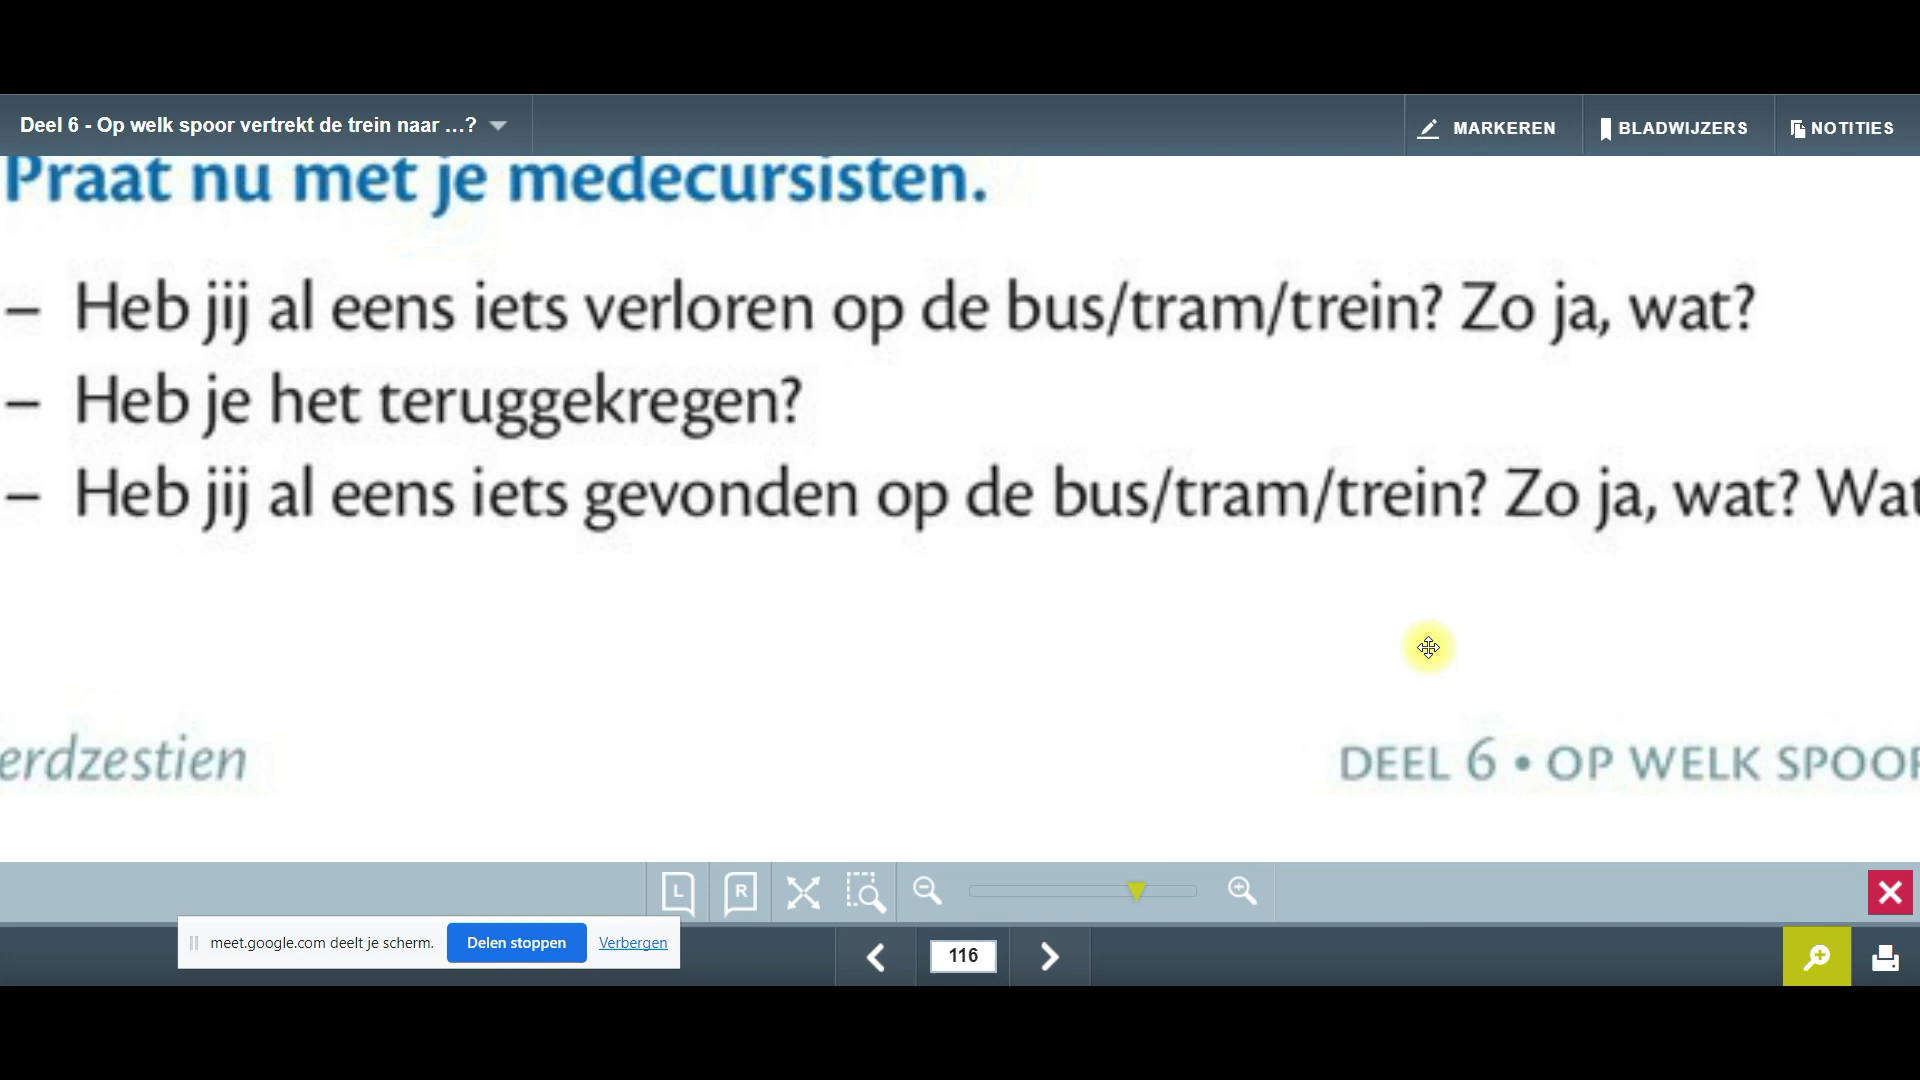 Deel 6 - Op welk spoor vertrekt de trein naar ...?
MARKEREN
BLADWIJZERS
NOTITIES
Praat nu met je medecursisten.
– Heb jij al eens iets verloren op de bus/tram/trein? Zo ja, wat?
– Heb je het teruggekregen?
– Heb jij al eens iets gevonden op de bus/tram/trein? Zo ja, wat? Wat
erdzestien
DEEL 6 • OP WELK SPOOR
L
R
meet.google.com deelt je scherm.
Delen stoppen
Verbergen
116